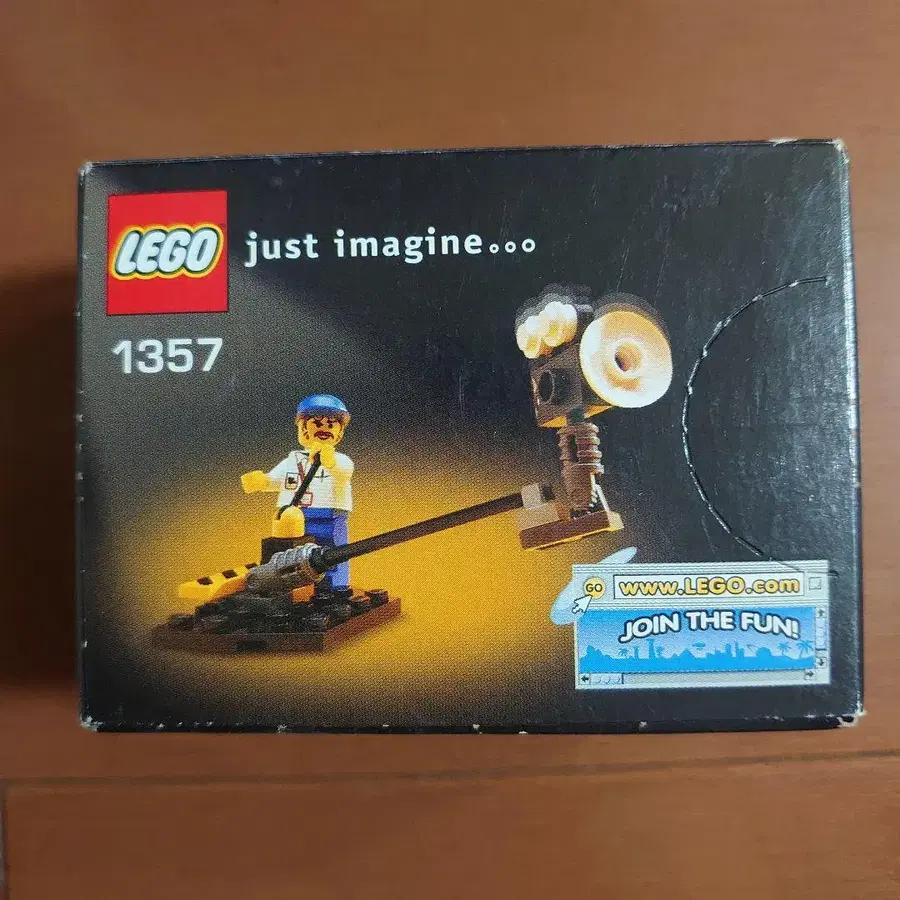 LEGO
just imagine...
1357
GO www.LEGO.com
JOIN THE FUN!